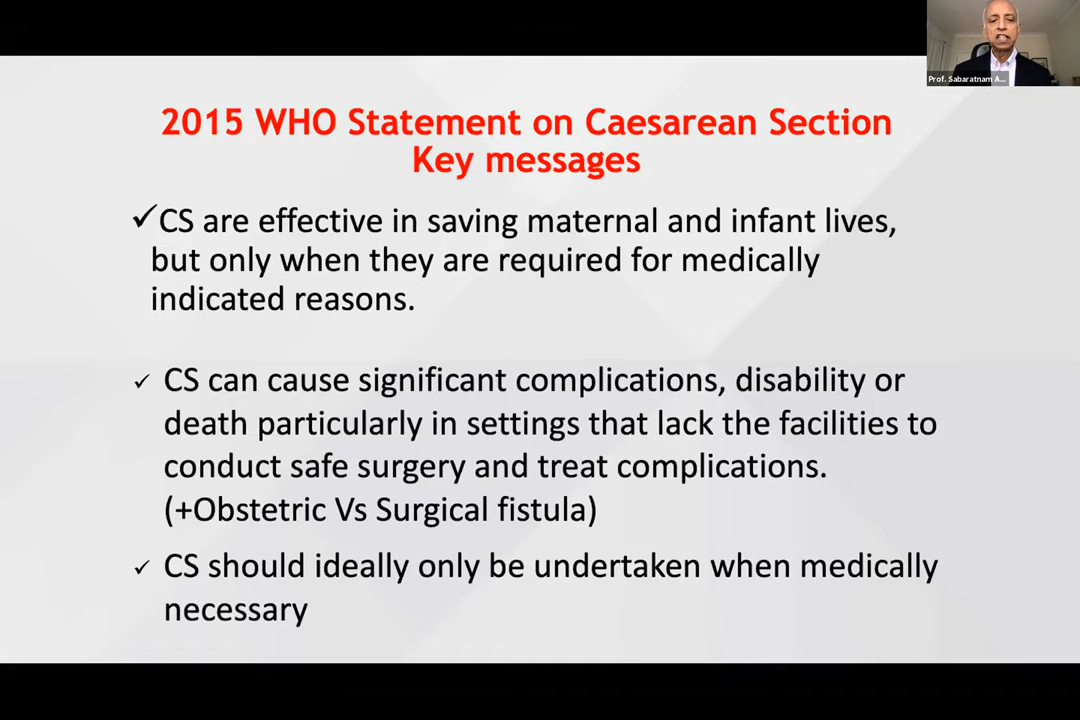 Prof. Sabaratnam A...
2015 WHO Statement on Caesarean Section
Key messages
✓CS are effective in saving maternal and infant lives,
but only when they are required for medically
indicated reasons.
✓ CS can cause significant complications, disability or
death particularly in settings that lack the facilities to
conduct safe surgery and treat complications.
(+Obstetric Vs Surgical fistula)
✓ CS should ideally only be undertaken when medically
necessary